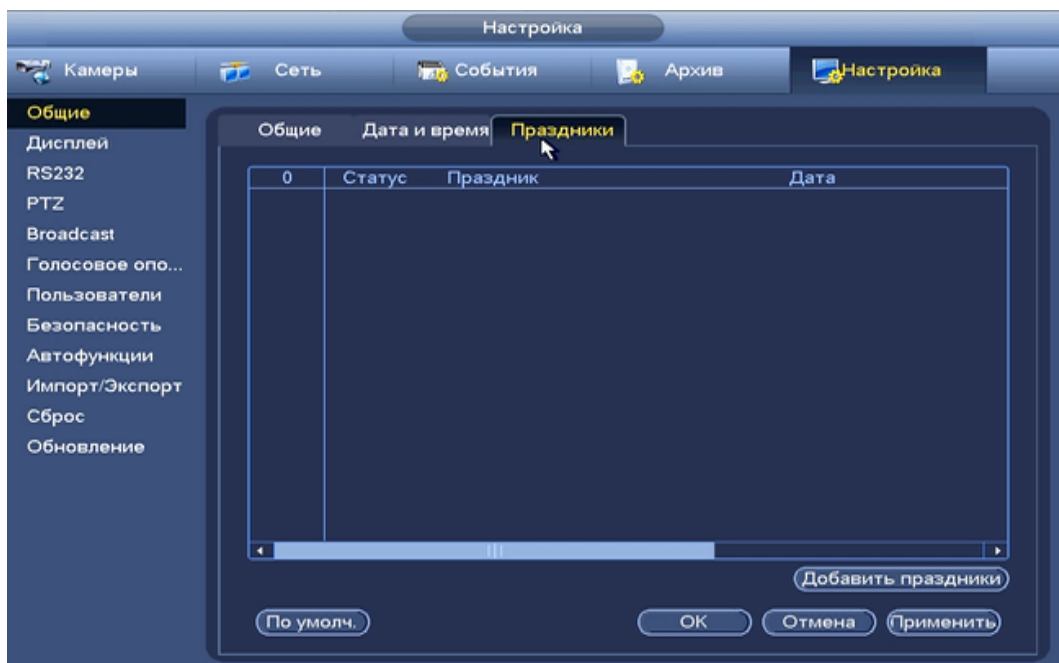 Настройка
Камеры Сеть События Архив Настройка
Общие
Дисплей
RS232
PTZ
Broadcast
Голосовое опо...
Пользователи
Безопасность
Автофункции
Импорт/Экспорт
Сброс
Обновление
Общие Дата и время Праздники
0 Статус Праздник Дата
Добавить праздники
По умолч. OK Отмена Применить